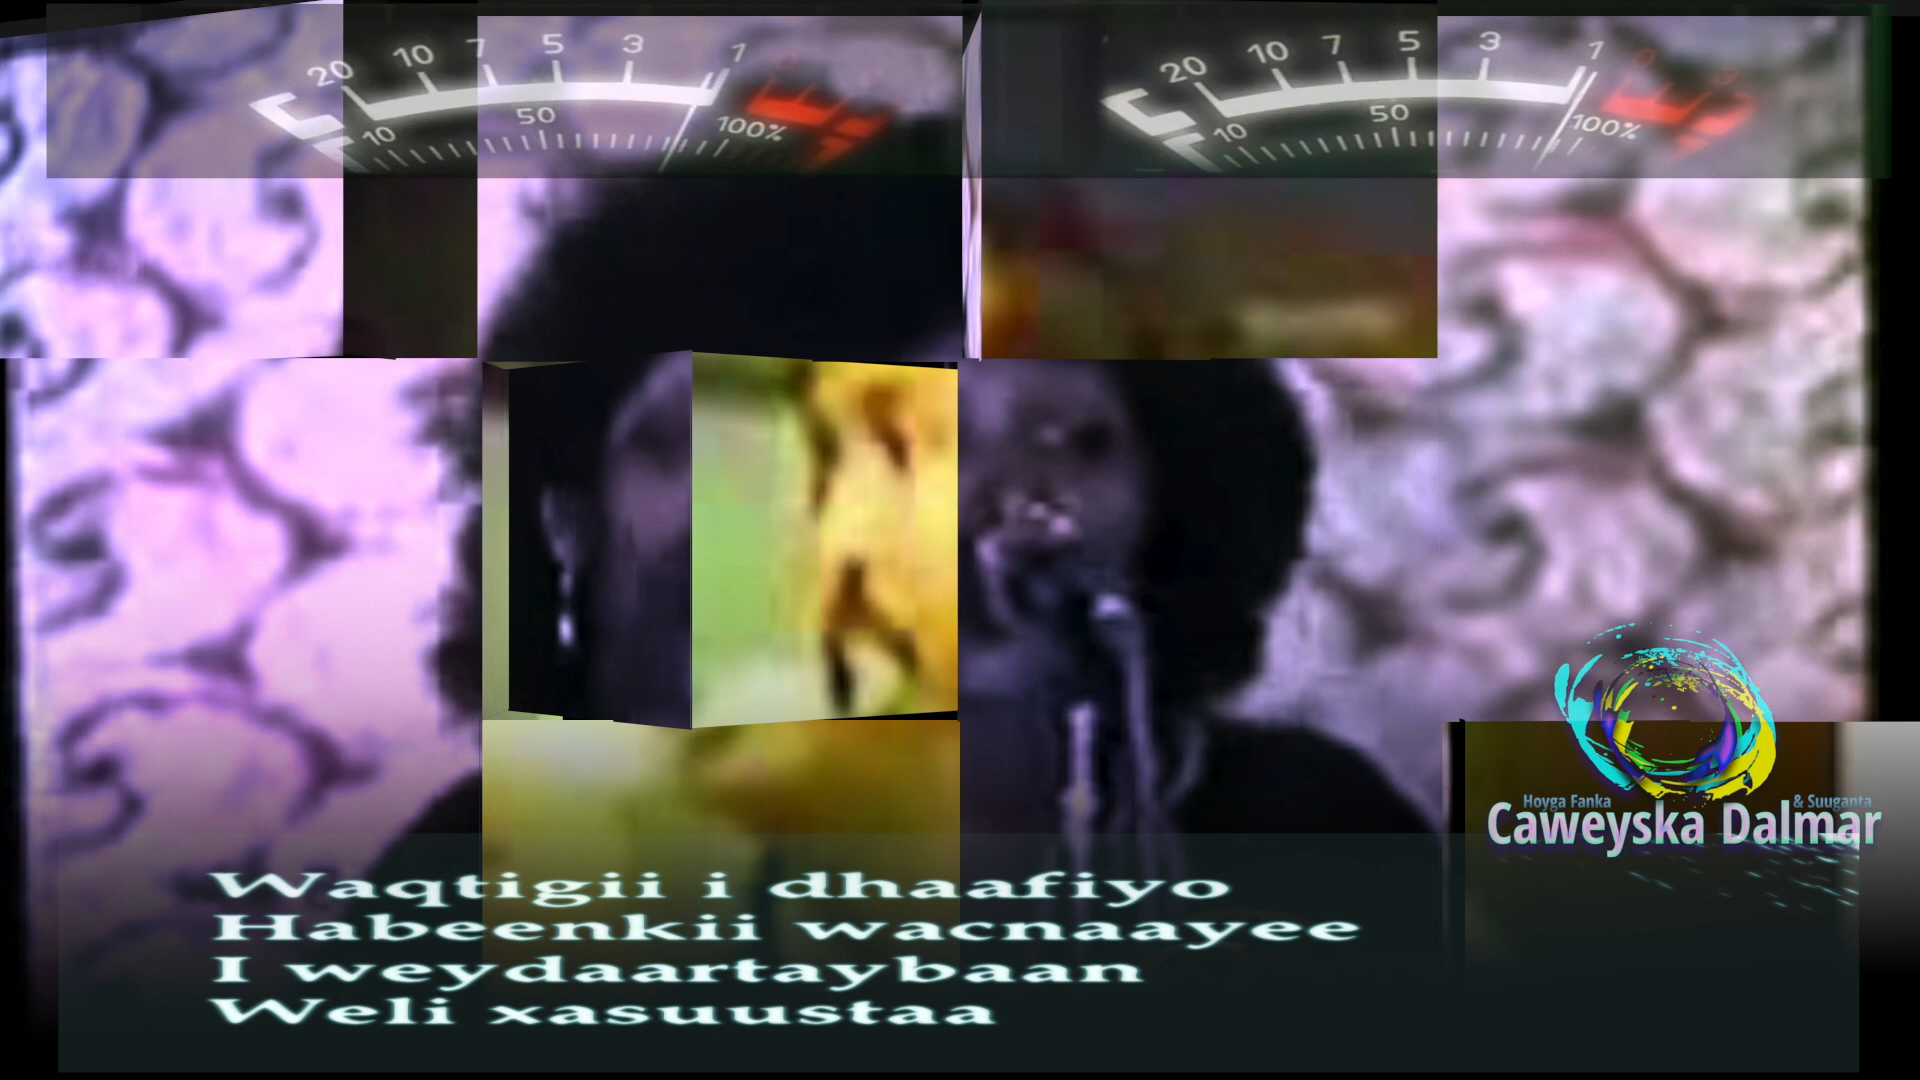 20 10 7 5 3 1
10 50 100%
20 10 7 5 3 1
10 50 100%
Hoyga Fanka & Suuganta
Caweyska Dalmar
Waqtigii i dhaafiyo
Habeenkii wacnaayee
I weydaartaybaan
Weli xasuustaa